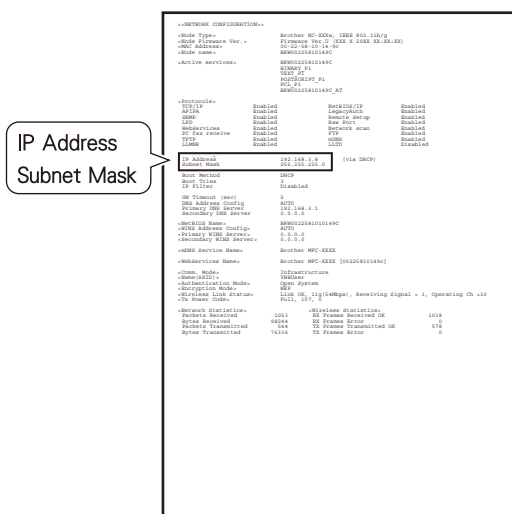 IP Address
Subnet Mask
<<NETWORK CONFIGURATION>>
<Node Type> Brother NC-XXXw, IEEE 802.11b/g
<Node Firmware Ver.> Firmware Ver.U (XXX X 20XX XX:XX:XX)
<MAC Address> 00-22-58-10-14-9c
<Node name> BRW00225810149C
<Active services> BRW00225810149C
BINARY_P1
TEXT_P1
POSTSCRIPT_P1
PCL_P1
BRW00225810149C_AT
<Protocols>
TCP/IP Enabled NetBIOS/IP Enabled
APIPA Enabled LegacyAuth Enabled
SNMP Enabled Remote Setup Enabled
LPD Enabled Raw Port Enabled
WebServices Enabled Network scan Enabled
PC fax receive Enabled FTP Enabled
TFTP Enabled mDNS Enabled
LLMNR Enabled LLTD Disabled
IP Address 192.168.3.8 (via DHCP)
Subnet Mask 255.255.255.0
Boot Method DHCP
Boot Tries 3
IP Filter Disabled
GW Timeout (sec) 5
DNS Address Config AUTO
Primary DNS Server 192.168.3.1
Secondary DNS Server 0.0.0.0
<NetBIOS Name>
<WINS Address Config> AUTO
<Primary WINS Server> 0.0.0.0
<Secondary WINS Server> 0.0.0.0
<mDNS Service Name> Brother MFC-XXXX
<WebServices Name> Brother MFC-XXXX [00225810149c]
<Comm. Mode> Infrastructure
<Name(SSID)>
<Authentication Mode> Open System
<Encryption Mode> WEP
<Wireless Link Status> Link OK, 11g(54Mbps), Receiving Signal = 3, Operating Ch =10
<Tx Power Code> Full, 107, 0
<Network Statistics> <Wireless Statistics>
Packets Received 1053 RX Frames Received OK 1038
Bytes Received 98244 RX Frames Error 0
Packets Transmitted 544 TX Frames Transmitted OK 578
Bytes Transmitted 76336 TX Frames Error 0